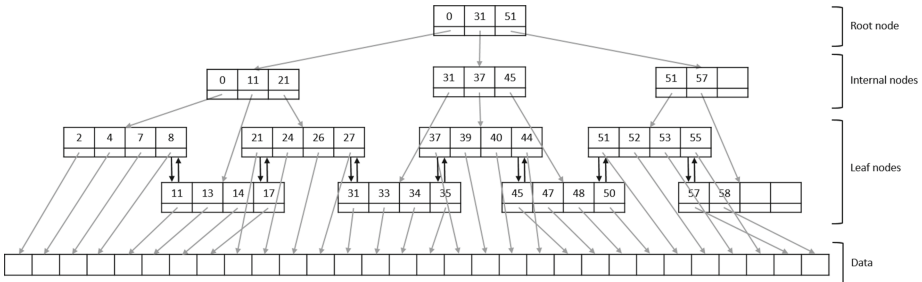 0 31 51
Root node
0 11 21
31 37 45
51 57
Internal nodes
2 4 7 8
21 24 26 27
37 39 40 44
51 52 53 55
Leaf nodes
11 13 14 17
31 33 34 35
45 47 48 50
57 58
Data